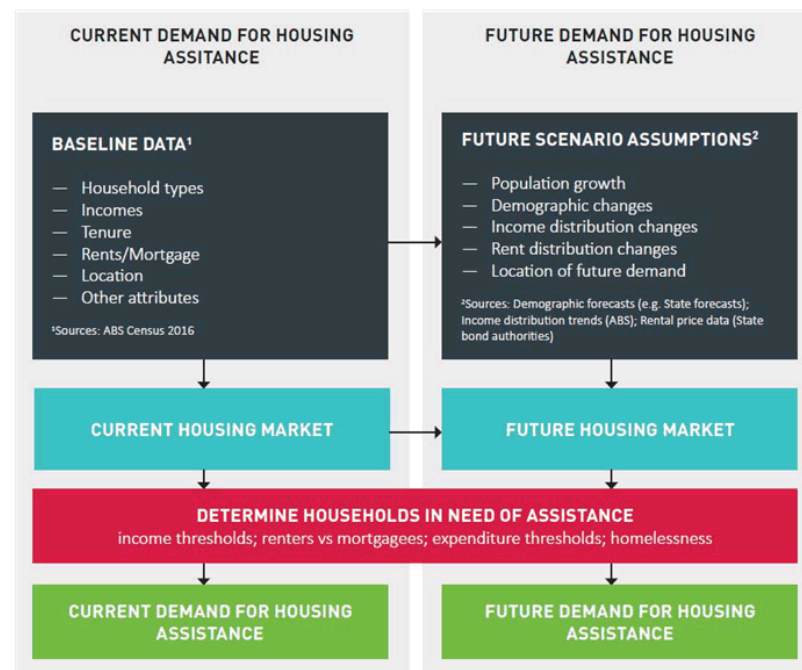 CURRENT DEMAND FOR HOUSING
ASSITANCE
BASELINE DATA¹
— Household types
— Incomes
— Tenure
— Rents/Mortgage
— Location
— Other attributes
¹Sources: ABS Census 2016
FUTURE DEMAND FOR HOUSING
ASSISTANCE
FUTURE SCENARIO ASSUMPTIONS²
— Population growth
— Demographic changes
— Income distribution changes
— Rent distribution changes
— Location of future demand
²Sources: Demographic forecasts (e.g. State forecasts);
Income distribution trends (ABS); Rental price data (State
bond authorities)
CURRENT HOUSING MARKET
FUTURE HOUSING MARKET
DETERMINE HOUSEHOLDS IN NEED OF ASSISTANCE
income thresholds; renters vs mortgagees; expenditure thresholds; homelessness
CURRENT DEMAND FOR HOUSING
ASSISTANCE
FUTURE DEMAND FOR HOUSING
ASSISTANCE